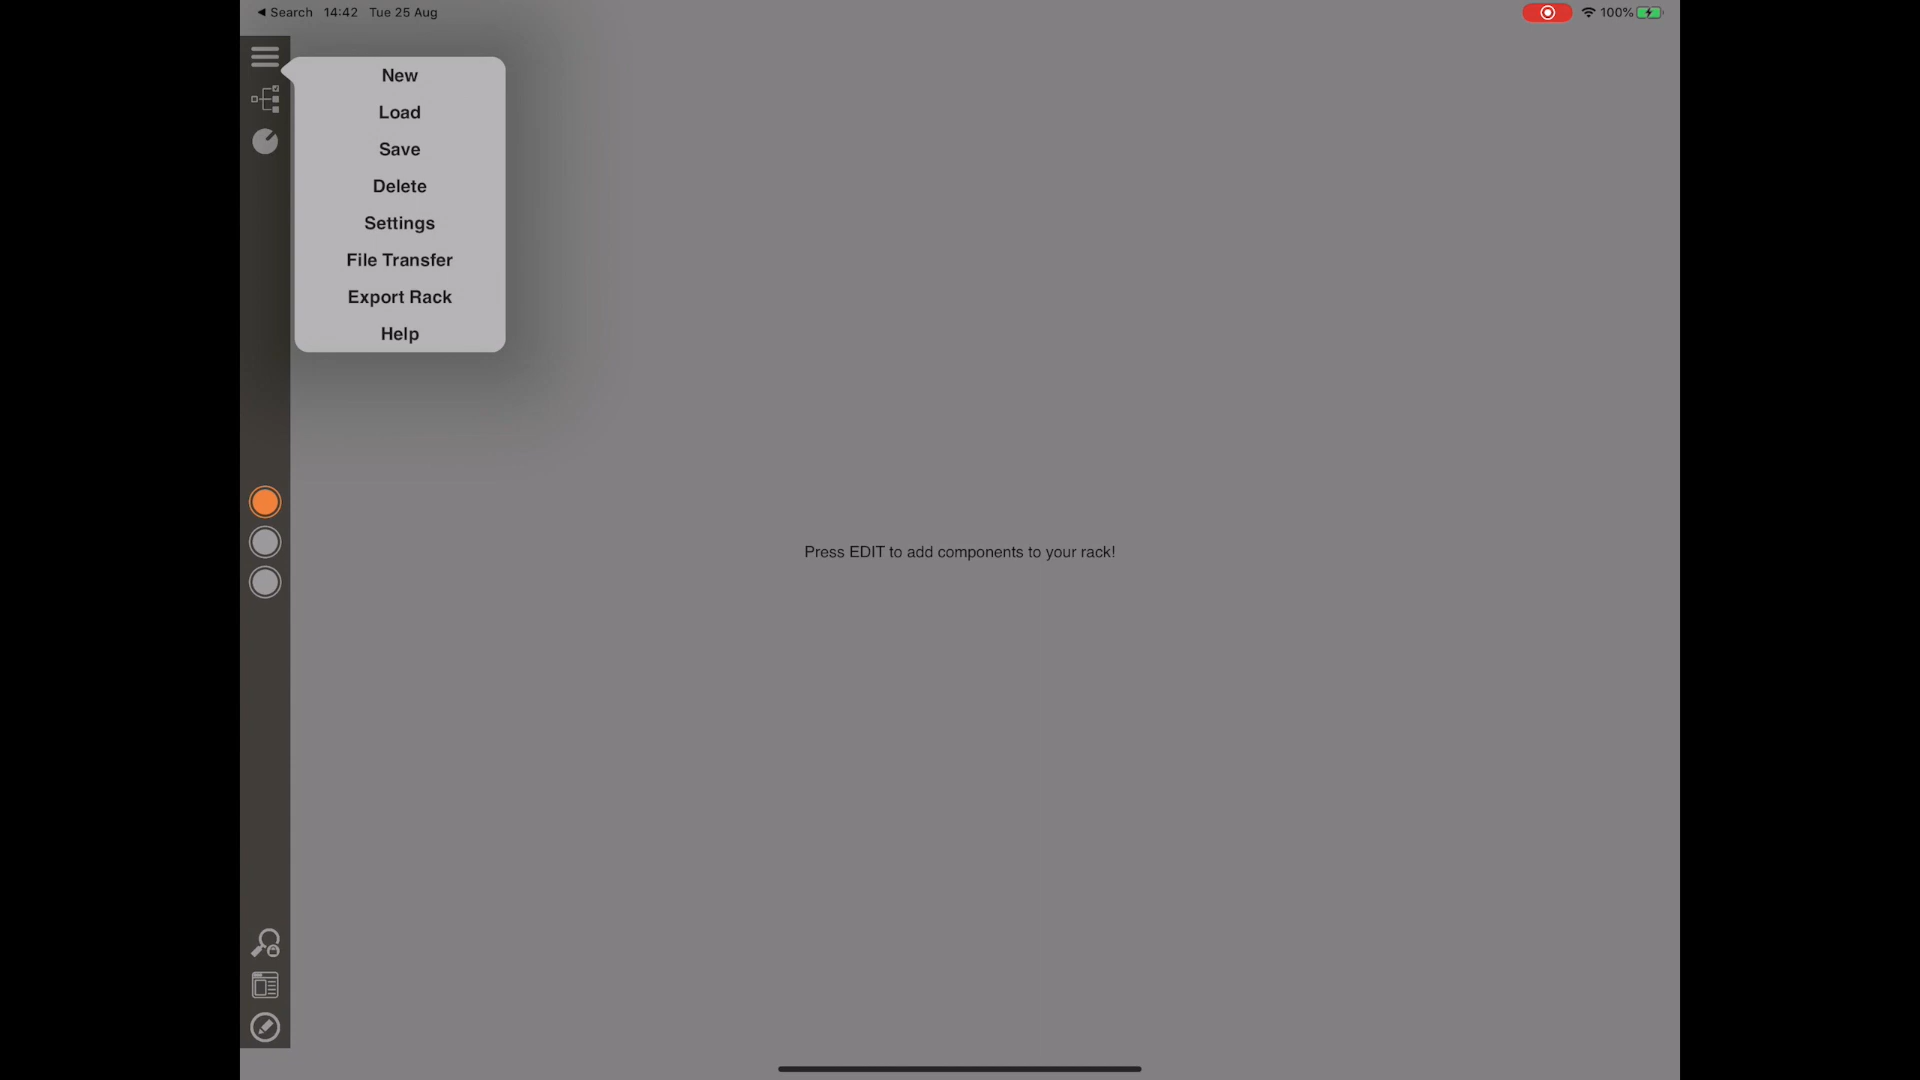 ◀ Search 14:42 Tue 25 Aug
100%
New
Load
Save
Delete
Settings
File Transfer
Export Rack
Help
Press EDIT to add components to your rack!